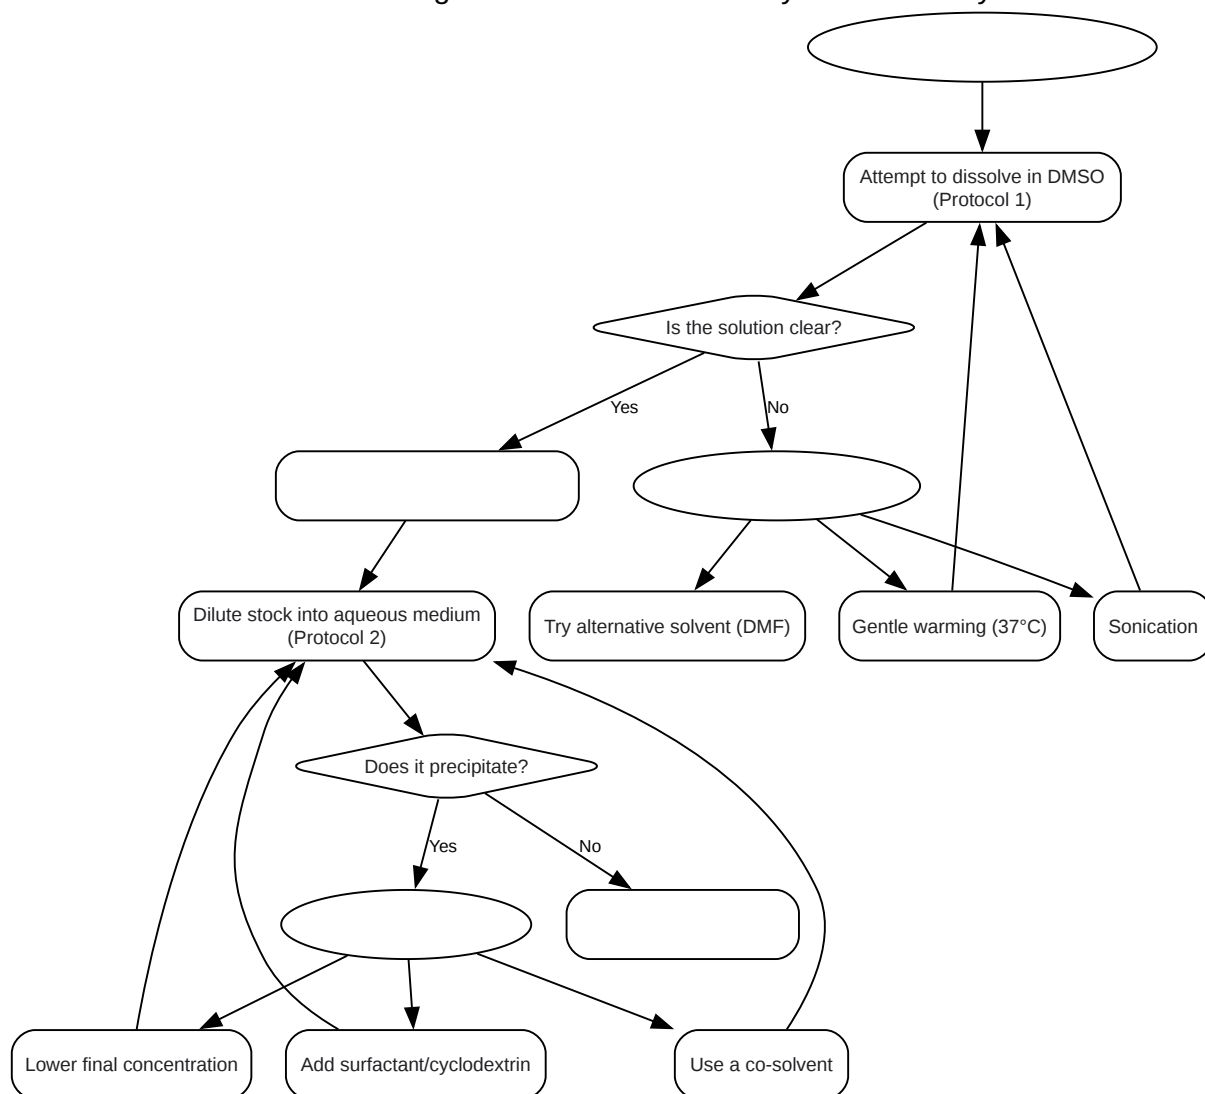 Attempt to dissolve in DMSO
(Protocol 1)
Is the solution clear?
Yes
No
Dilute stock into aqueous medium
(Protocol 2)
Try alternative solvent (DMF)
Gentle warming (37°C)
Sonication
Does it precipitate?
Yes
No
Lower final concentration
Add surfactant/cyclodextrin
Use a co-solvent